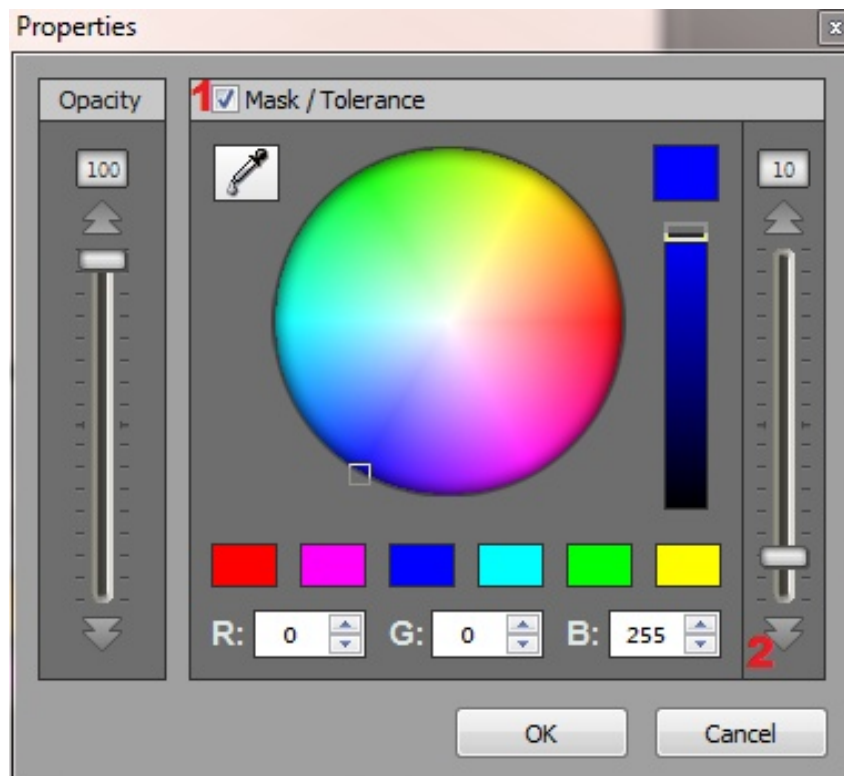 Properties
x
Opacity
1 Mask / Tolerance
100
10
R: 0 G: 0 B: 255
2
OK Cancel